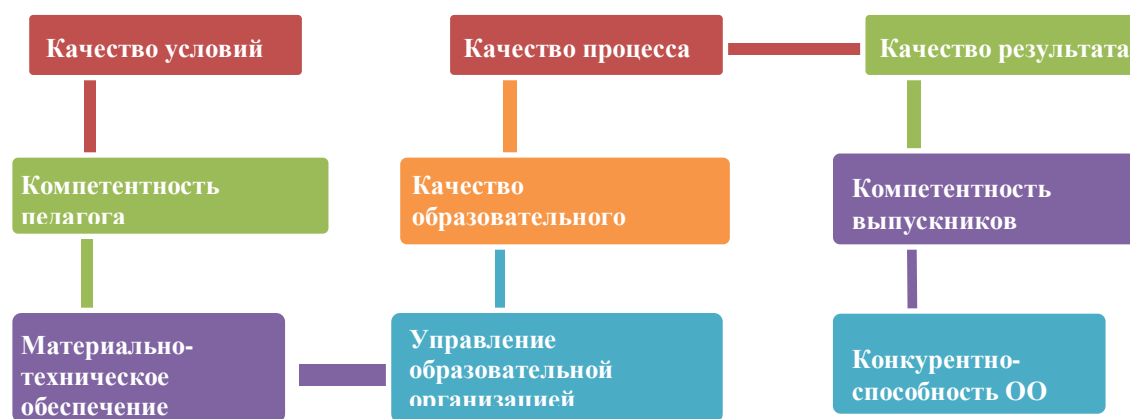 Качество условий
Качество процесса
Качество результата
Компетентность
педагога
Качество
образовательного
Компетентность
выпускников
Материально-
техническое
обеспечение
Управление
образовательной
организацией
Конкурентно-
способность ОО